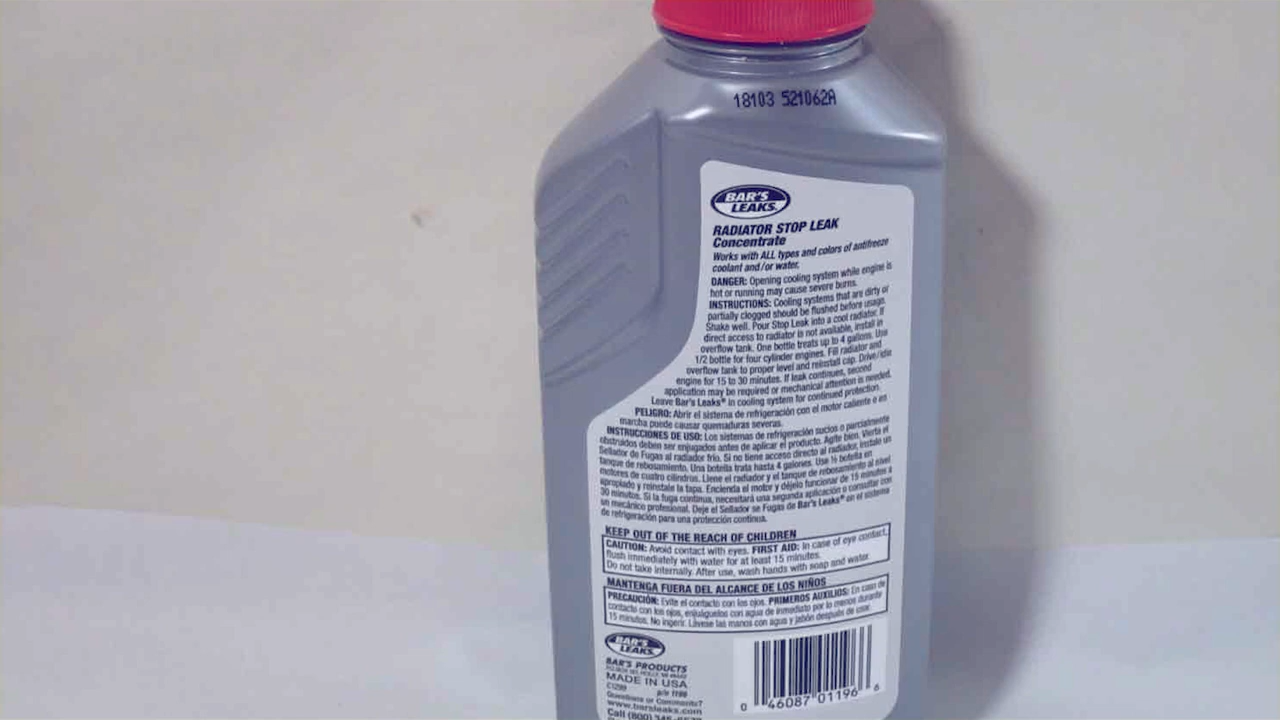 18103 521062A
BAR'S
LEAKS
RADIATOR STOP LEAK
Concentrate
Works with ALL types and colors of antifreeze
coolant and/or water.
DANGER: Opening cooling system while engine is
hot or running may cause severe burns.
INSTRUCTIONS: Cooling systems that are dirty or
partially clogged should be flushed before usage.
Shake well. Pour Stop Leak into a cool radiator. If
direct access to radiator is not available, install in
overflow tank. One bottle treats up to 4 gallons. Use
1/2 bottle for four cylinder engines. Fill radiator and
overflow tank to proper level and reinstall cap. Drive/idle
engine for 15 to 30 minutes. If leak continues, second
application may be required or mechanical attention is needed.
Leave Bar's Leaks® in cooling system for continued protection.
PELIGRO: Abrir el sistema de refrigeración con el motor caliente o en
marcha puede causar quemaduras severas.
INSTRUCCIONES DE USO: Los sistemas de refrigeración sucios o parcialmente
obstruidos deben ser enjugados antes de aplicar el producto. Agite bien. Vierta el
Sellador de Fugas al radiador frío. Si no tiene acceso directo al radiador, instale un
tanque de rebosamiento. Una botella trata hasta 4 galones. Use ½ botella en
motores de cuatro cilindros. Llene el radiador y el tanque de rebosamiento al nivel
apropiado y reinstale la tapa. Encienda el motor y déjelo funcionar de 15 minutos a
30 minutos. Si la fuga continua, necesitará una segunda aplicación o consultar con
un mecánico profesional. Deje el Sellador se Fugas de Bar's Leaks® en el sistema
de refrigeración para una protección continua.
KEEP OUT OF THE REACH OF CHILDREN
CAUTION: Avoid contact with eyes. FIRST AID: In case of eye contact,
flush immediately with water for at least 15 minutes.
Do not take internally. After use, wash hands with soap and water.
MANTENGA FUERA DEL ALCANCE DE LOS NIÑOS
PRECAUCIÓN: Evite el contacto con los ojos. PRIMEROS AUXILIOS: En caso de
contacto con los ojos, enjuáguelos con agua de inmediato por lo menos durante
15 minutos. No ingerir. Lávese las manos con agua y jabón después de usar.
BAR'S
LEAKS
BAR'S PRODUCTS
MADE IN USA
p/n 1196
Questions or Comments?
www.barsleaks.com
Call (800) 345-
0 46087 01196 6